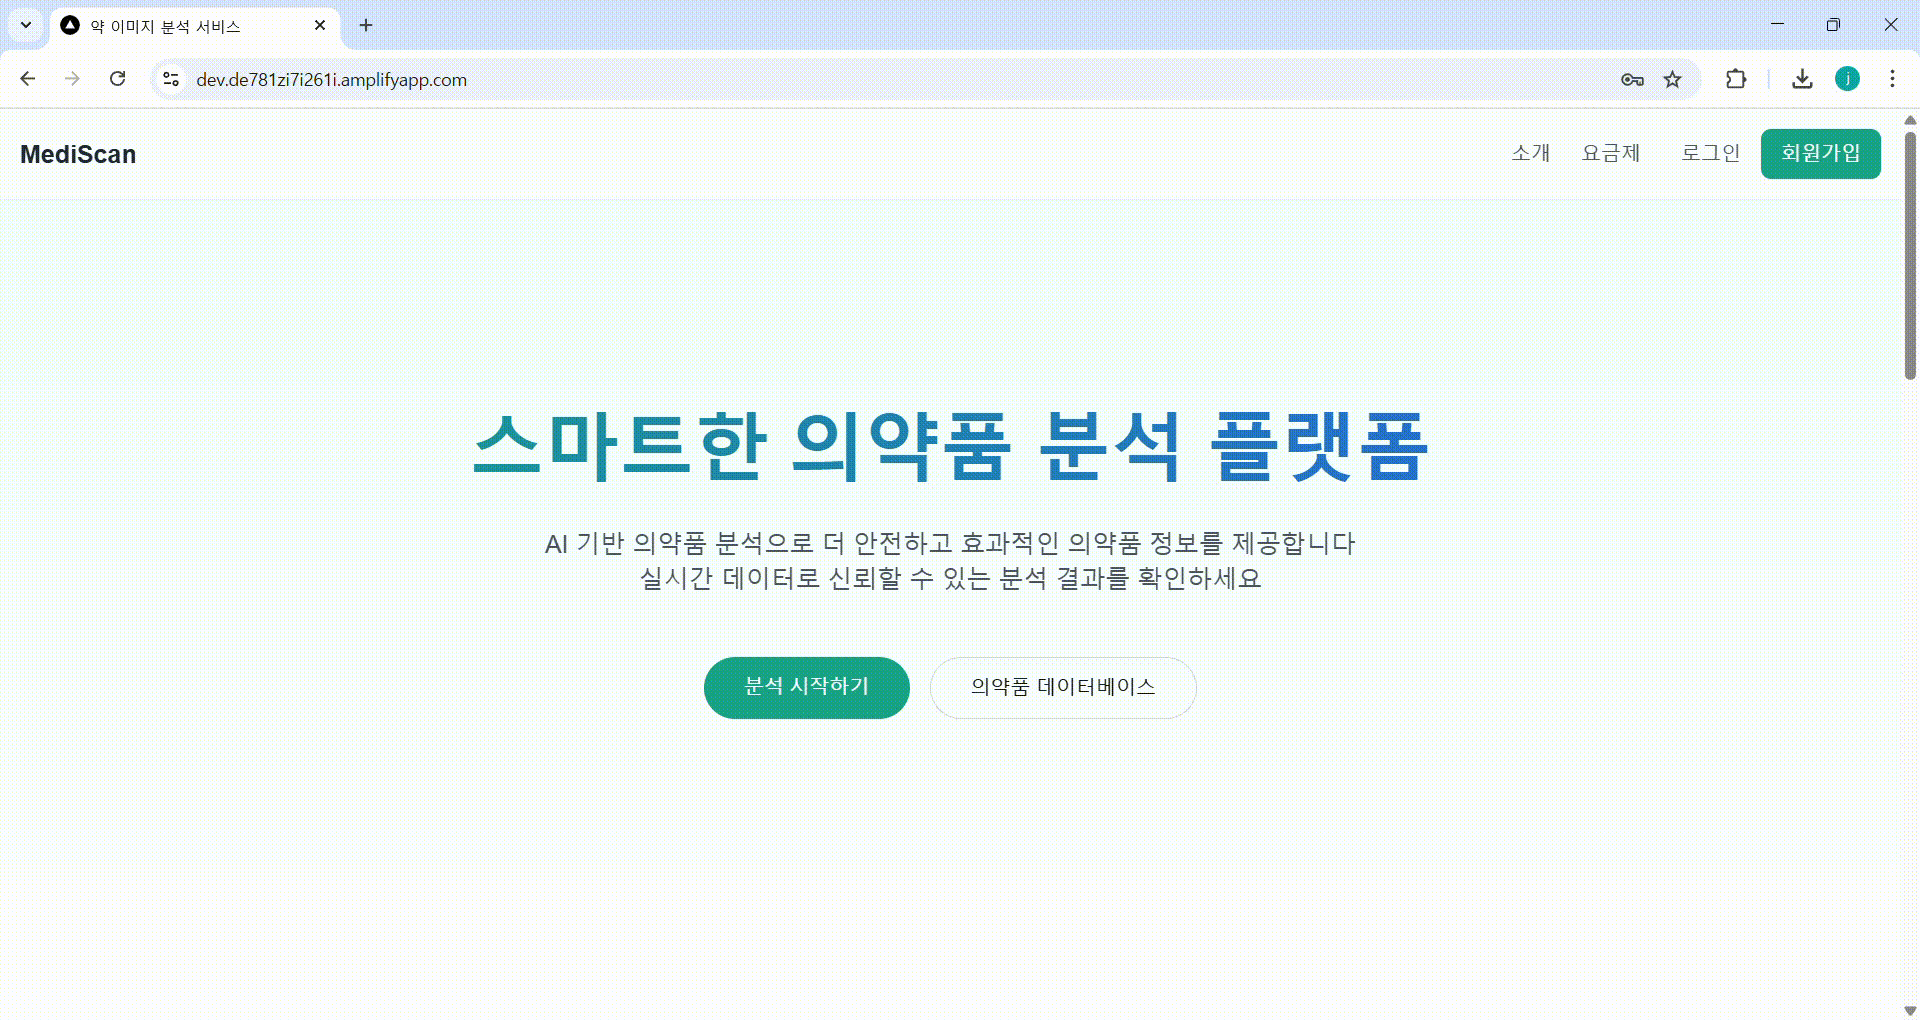 약 이미지 분석 서비스
dev.de781zi7i261i.amplifyapp.com
j
MediScan
소개
요금제
로그인
회원가입
스마트한 의약품 분석 플랫폼
AI 기반 의약품 분석으로 더 안전하고 효과적인 의약품 정보를 제공합니다
실시간 데이터로 신뢰할 수 있는 분석 결과를 확인하세요
분석 시작하기
의약품 데이터베이스